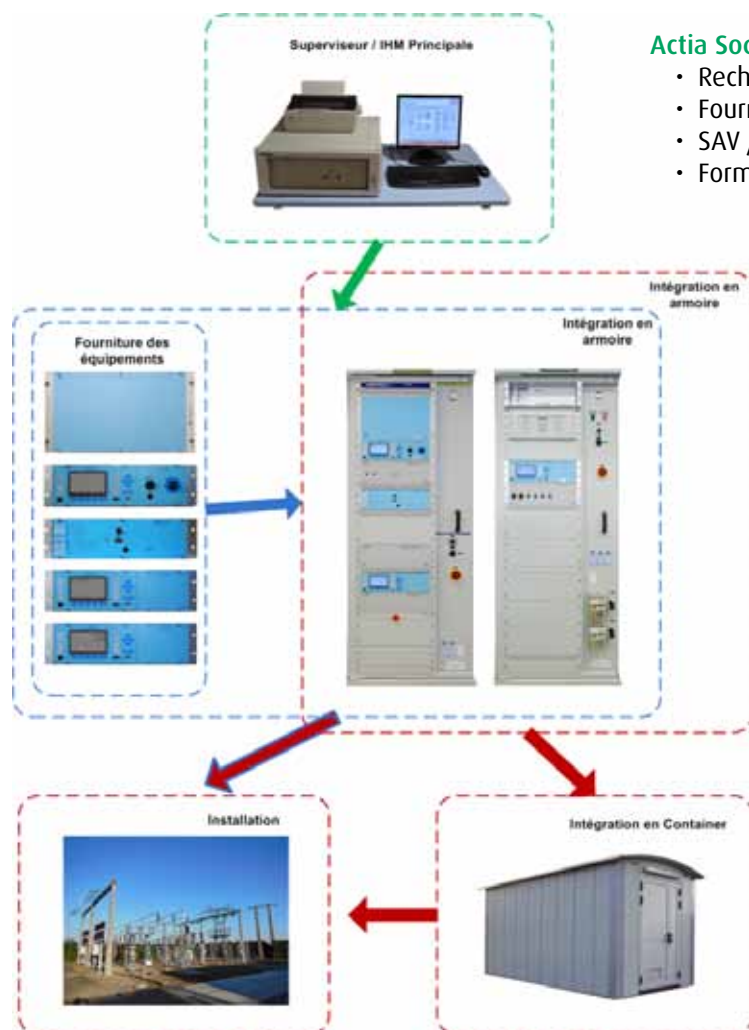 Superviseur / IHM Principale
Actia
• Rech
• Fourn
• SAV
• Form
Intégration en
armoire
Intégration en
armoire
Fourniture des
équipements
Installation
Intégration en Container